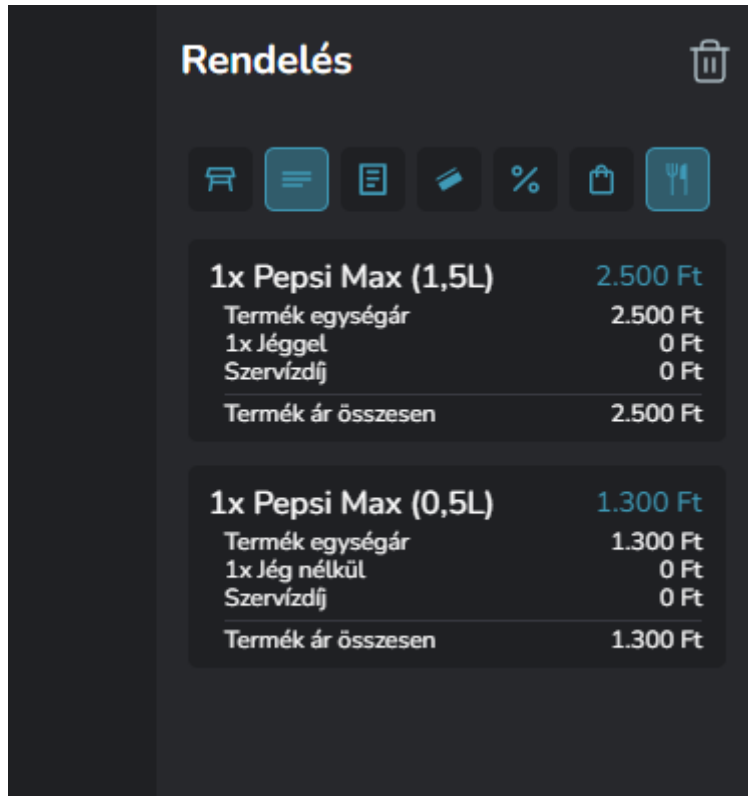 Rendelés
1x Pepsi Max (1,5L) 2.500 Ft
Termék egységár 2.500 Ft
1x Jéggel 0 Ft
Szervízdíj 0 Ft
Termék ár összesen 2.500 Ft
1x Pepsi Max (0,5L) 1.300 Ft
Termék egységár 1.300 Ft
1x Jég nélkül 0 Ft
Szervízdíj 0 Ft
Termék ár összesen 1.300 Ft